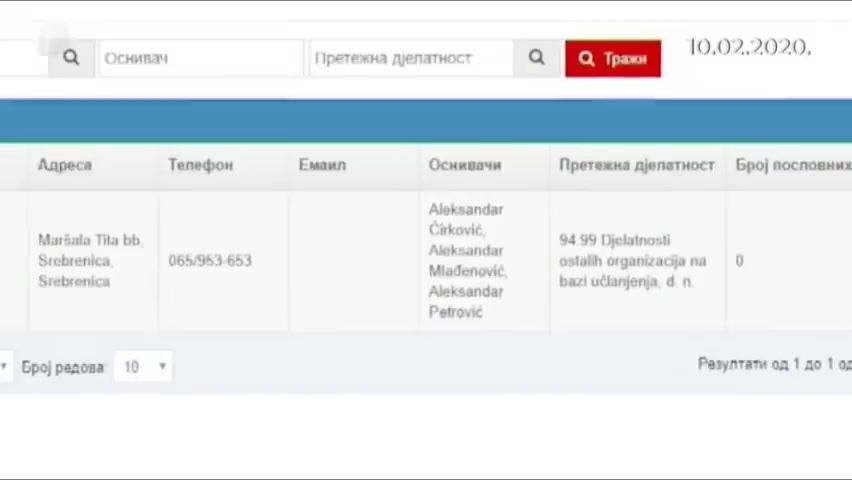 Оснивач
Претежна дјелатност
Тражи
10.02.2020.
Адреса
Телефон
Емаил
Оснивачи
Претежна дјелатност
Број пословних
Maršala Tita bb,
Srebrenica,
Srebrenica
065/953-653
Aleksandar
Ćirković,
Aleksandar
Mlađenović,
Aleksandar
Petrović
94.99 Djelatnosti
ostalih organizacija na
bazi učlanjenja, d. n.
0
Број редова:
10
Резултати од 1 до 1 од